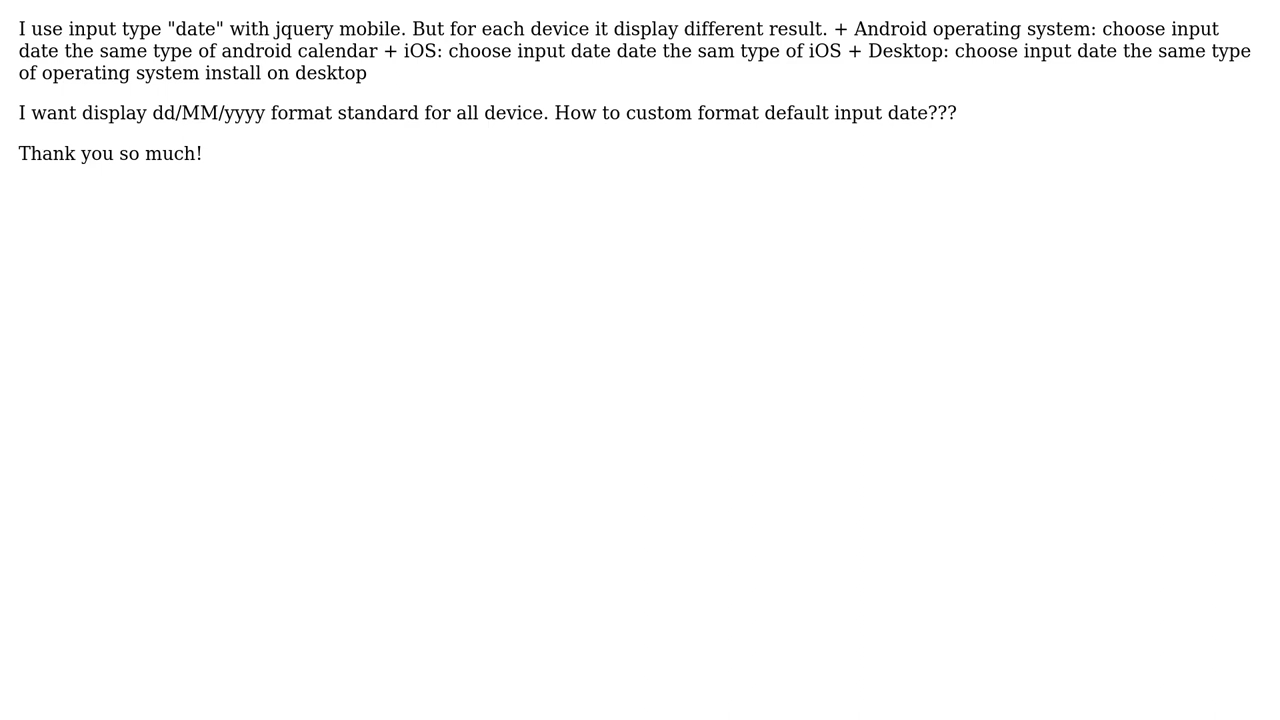 I use input type "date" with jquery mobile. But for each device it display different result. + Android operating system: choose input
date the same type of android calendar + iOS: choose input date date the sam type of iOS + Desktop: choose input date the same type
of operating system install on desktop
I want display dd/MM/yyyy format standard for all device. How to custom format default input date???
Thank you so much!